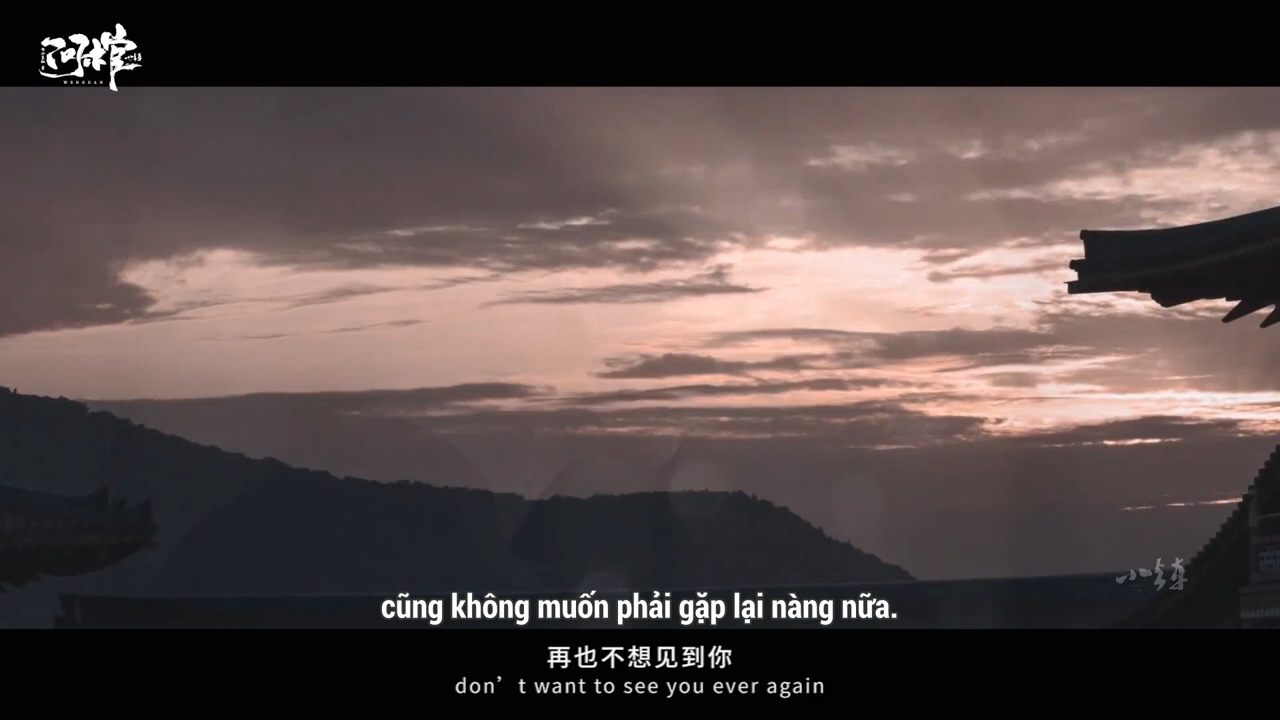 WENGUAN
cũng không muốn phải gặp lại nàng nữa.
再也不想见到你
don't want to see you ever again